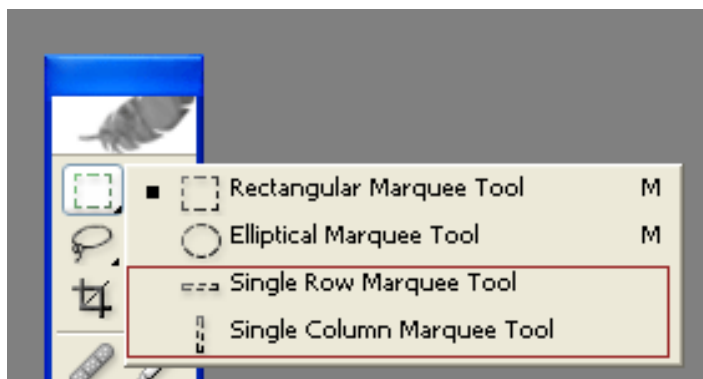 Rectangular Marquee Tool M
Elliptical Marquee Tool M
Single Row Marquee Tool
Single Column Marquee Tool